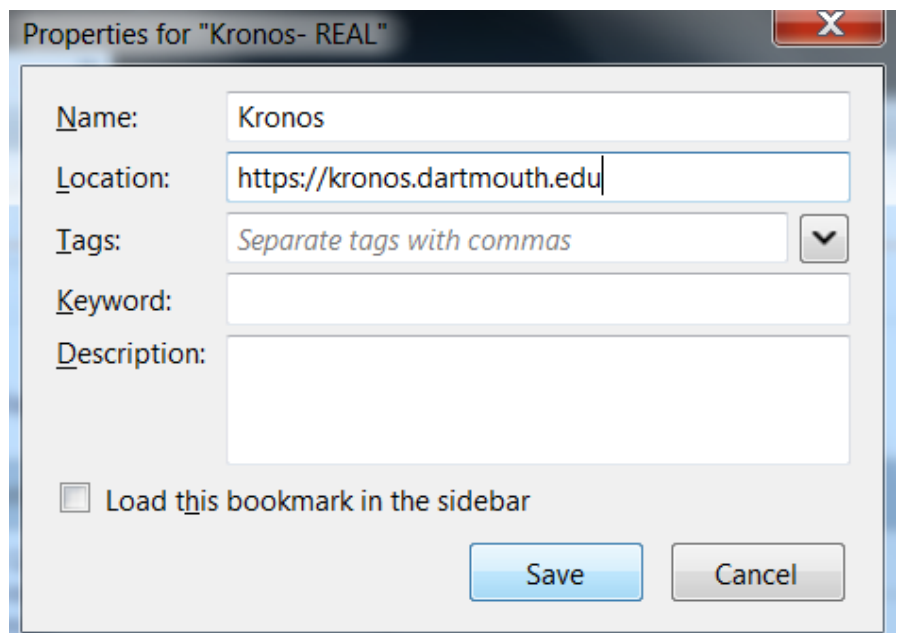 Properties for "Kronos- REAL"
Name: Kronos
Location: https://kronos.dartmouth.edu
Tags: Separate tags with commas
Keyword:
Description:
Load this bookmark in the sidebar
Save Cancel